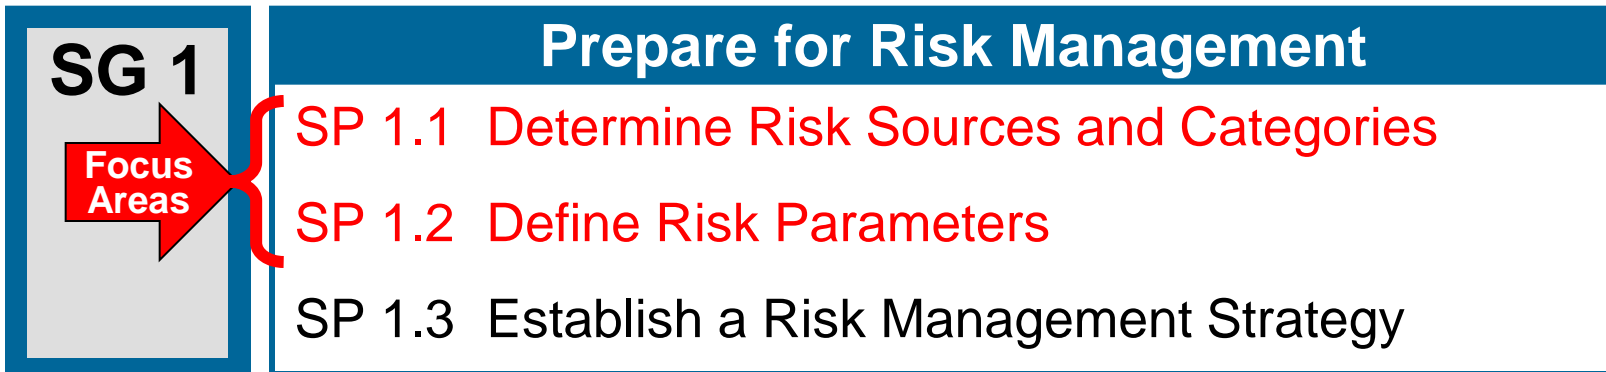 SG 1
Focus
Areas
Prepare for Risk Management
SP 1.1 Determine Risk Sources and Categories
SP 1.2 Define Risk Parameters
SP 1.3 Establish a Risk Management Strategy